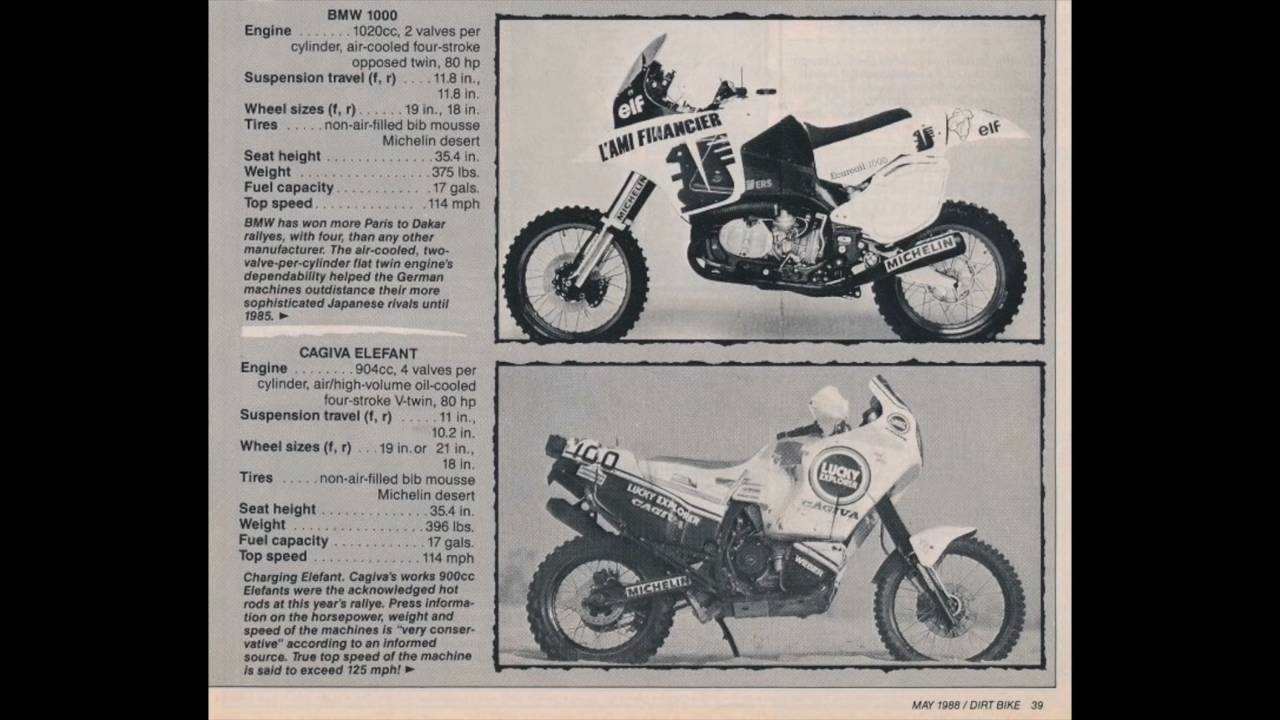 BMW 1000
Engine . . . . . . . 1020cc, 2 valves per
cylinder, air-cooled four-stroke
opposed twin, 80 hp
Suspension travel (f, r) . . . . 11.8 in.,
11.8 in.
Wheel sizes (f, r) . . . . . . 19 in., 18 in.
Tires . . . . . non-air-filled bib mousse
Michelin desert
Seat height . . . . . . . . . . . . . . 35.4 in.
Weight . . . . . . . . . . . . . . . . . 375 lbs.
Fuel capacity . . . . . . . . . . . . 17 gals.
Top speed . . . . . . . . . . . . . . 114 mph
BMW has won more Paris to Dakar
rallyes, with four, than any other
manufacturer. The air-cooled, two-
valve-per-cylinder flat twin engine's
dependability helped the German
machines outdistance their more
sophisticated Japanese rivals until
1985. ►
elf
L'AMI FINANCIER
MICHELIN
ERS
Ecureuil 1000
elf
MICHELIN
CAGIVA ELEFANT
Engine . . . . . . . . 904cc, 4 valves per
cylinder, air/high-volume oil-cooled
four-stroke V-twin, 80 hp
Suspension travel (f, r) . . . . . 11 in.,
10.2 in.
Wheel sizes (f, r) . . . 19 in. or 21 in.,
18 in.
Tires . . . . . non-air-filled bib mousse
Michelin desert
Seat height . . . . . . . . . . . . . . 35.4 in.
Weight . . . . . . . . . . . . . . . . . 396 lbs.
Fuel capacity . . . . . . . . . . . . 17 gals.
Top speed . . . . . . . . . . . . . . 114 mph
Charging Elefant. Cagiva's works 900cc
Elefants were the acknowledged hot
rods at this year's rallye. Press informa-
tion on the horsepower, weight and
speed of the machines is "very conser-
vative" according to an informed
source. True top speed of the machine
is said to exceed 125 mph! ►
100
LUCKY EXPLORER
CAGIVA
LUCKY
EXPLORER
CAGIVA
WEBER
MICHELIN
MAY 1988 / DIRT BIKE 39